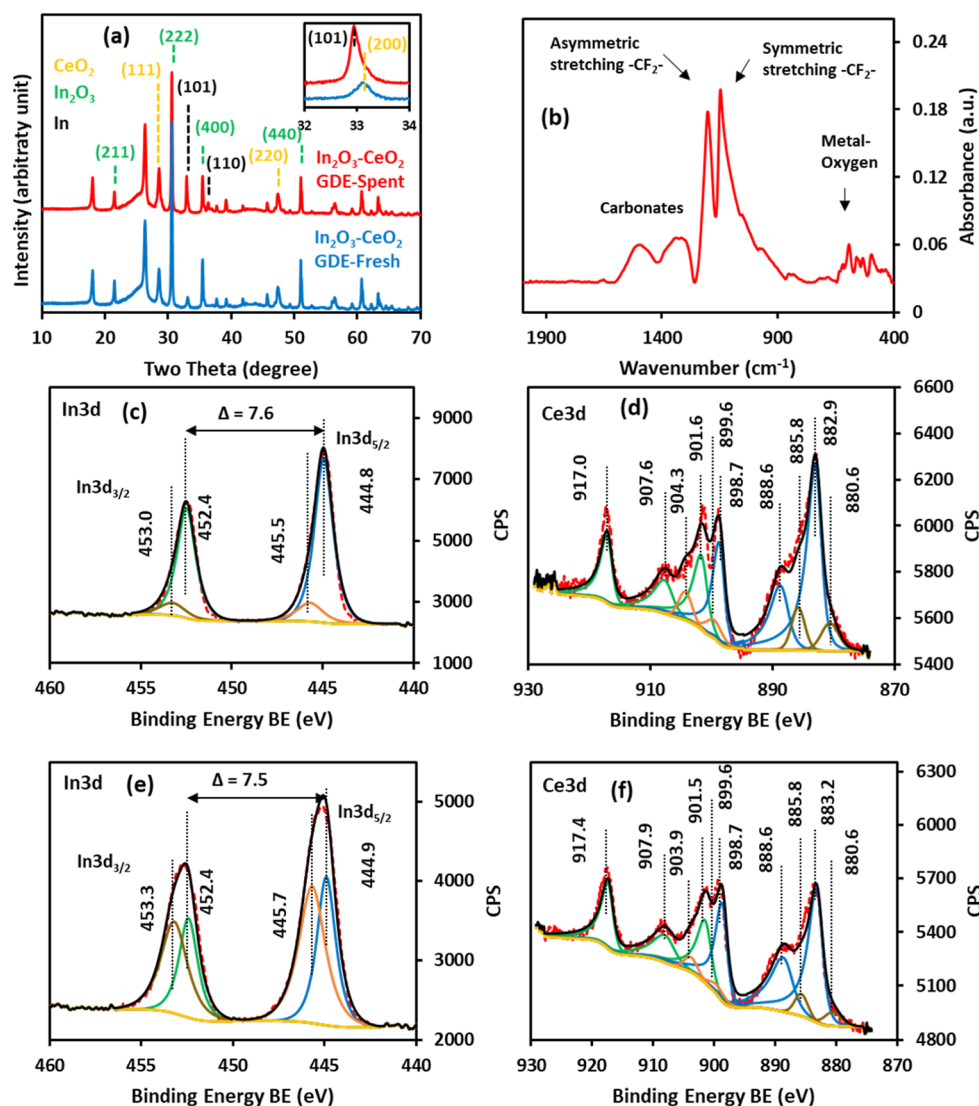 (a)
CeO₂
In₂O₃
In
(222)
(111)
(101)
(211)
(400)
(110)
(220)
(440)
In₂O₃-CeO₂
GDE-Spent
In₂O₃-CeO₂
GDE-Fresh
(101)
(200)
32 33 34
Intensity (arbitraty unit)
10 20 30 40 50 60 70
Two Theta (degree)
(b)
Asymmetric
stretching -CF₂-
Symmetric
stretching -CF₂-
Metal-
Oxygen
Carbonates
0.24
0.18
0.12
0.06
0
Absorbance (a.u.)
1900 1400 900 400
Wavenumber (cm⁻¹)
In3d
(c)
Δ = 7.6
In3d₅/₂
In3d₃/₂
453.0
452.4
445.5
444.8
9000
7000
5000
3000
1000
CPS
460 455 450 445 440
Binding Energy BE (eV)
Ce3d
(d)
917.0
907.6
904.3
901.6
899.6
898.7
888.6
885.8
882.9
880.6
6600
6400
6200
6000
5800
5600
5400
CPS
930 910 890 870
Binding Energy BE (eV)
In3d
(e)
Δ = 7.5
In3d₅/₂
In3d₃/₂
453.3
452.4
445.7
444.9
5000
4000
3000
2000
CPS
460 455 450 445 440
Binding Energy BE (eV)
Ce3d
(f)
917.4
907.9
903.9
901.5
899.6
898.7
888.6
885.8
883.2
880.6
6300
6000
5700
5400
5100
4800
CPS
930 920 910 900 890 880 870
Binding Energy BE (eV)